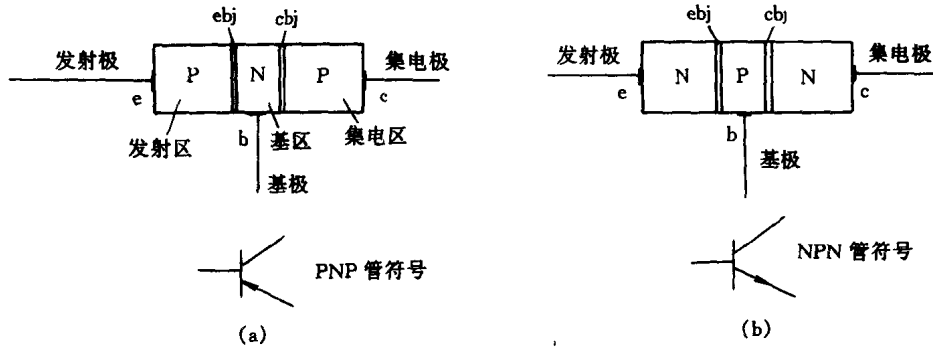 ebj cbj
发射极 P N P 集电极
e c
发射区 b 基区 集电区
基极
PNP 管符号
(a)
ebj cbj
发射极 N P N 集电极
e c
b
基极
NPN 管符号
(b)